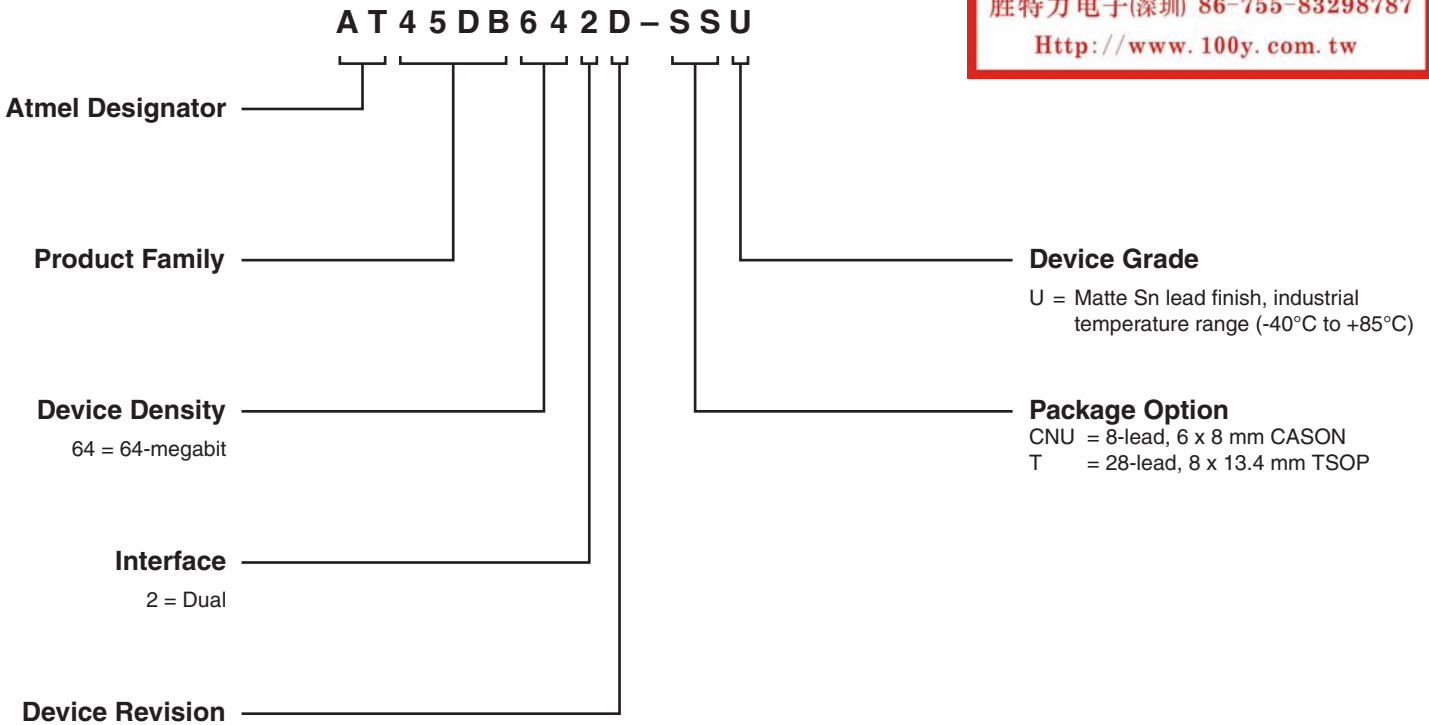 胜特力电子(深圳) 86-755-83298787
Http://www.100y.com.tw
AT45DB642D–SSU
Atmel Designator
Product Family
Device Density
64 = 64-megabit
Interface
2 = Dual
Device Revision
Device Grade
U = Matte Sn lead finish, industrial
temperature range (-40°C to +85°C)
Package Option
CNU = 8-lead, 6 x 8 mm CASON
T = 28-lead, 8 x 13.4 mm TSOP